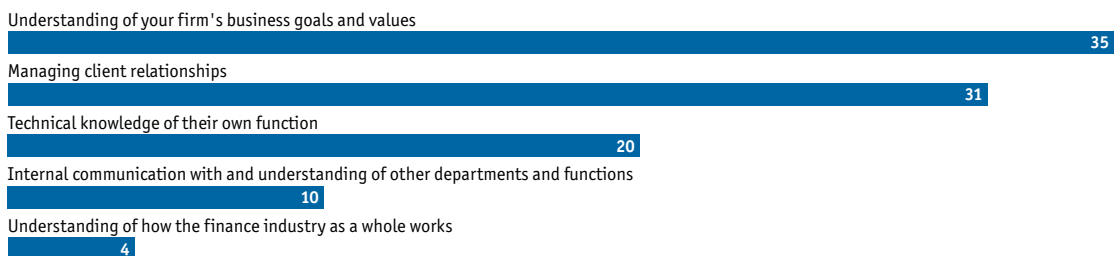 Understanding of your firm's business goals and values
35
Managing client relationships
31
Technical knowledge of their own function
20
Internal communication with and understanding of other departments and functions
10
Understanding of how the finance industry as a whole works
4